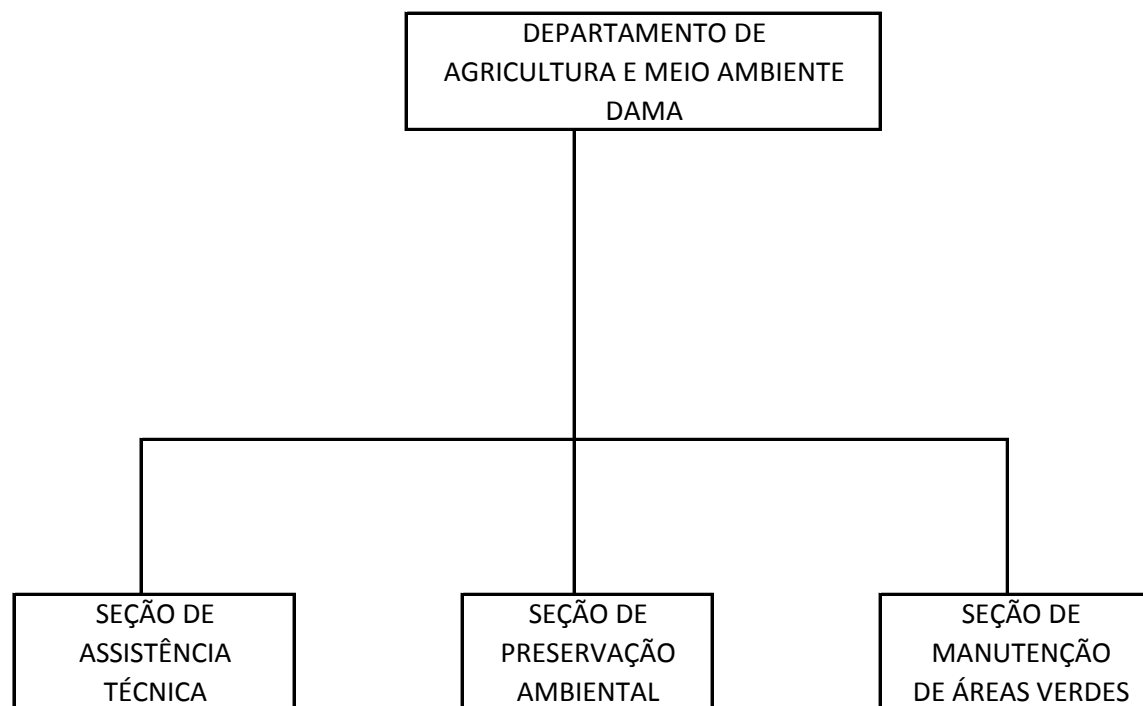 DEPARTAMENTO DE
AGRICULTURA E MEIO AMBIENTE
DAMA
SEÇÃO DE
ASSISTÊNCIA
TÉCNICA
SEÇÃO DE
PRESERVAÇÃO
AMBIENTAL
SEÇÃO DE
MANUTENÇÃO
DE ÁREAS VERDES